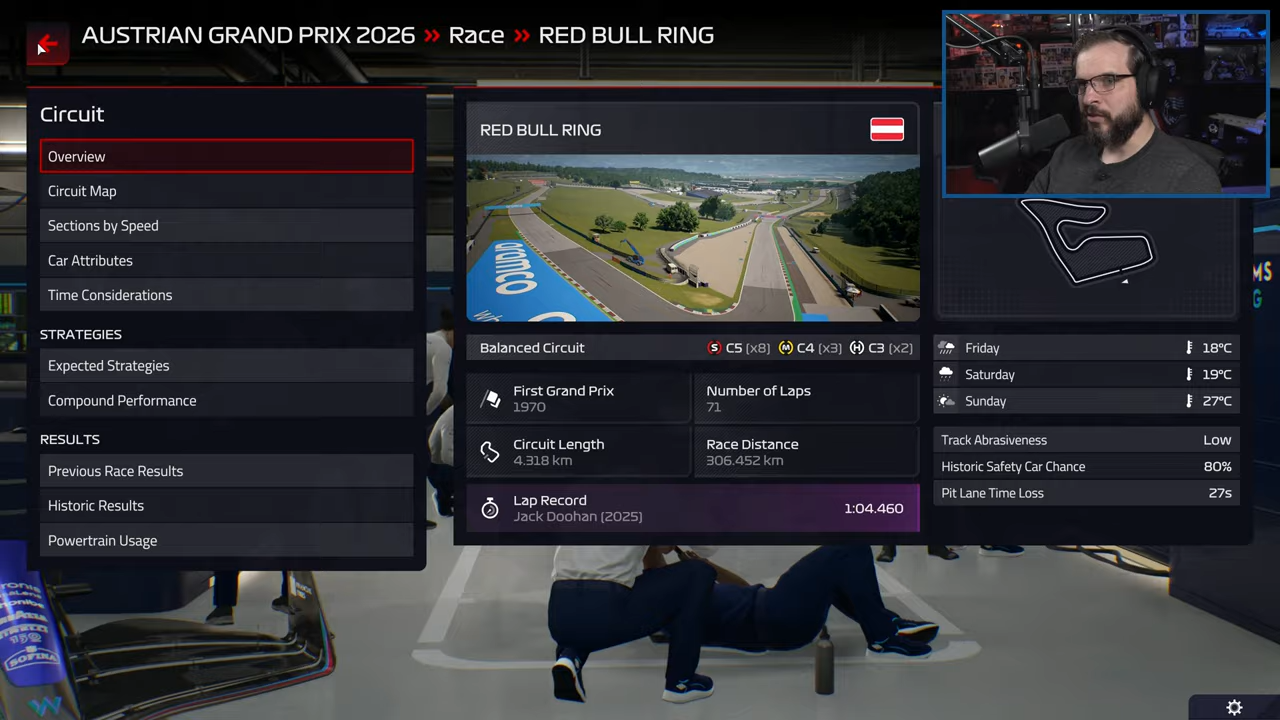 AUSTRIAN GRAND PRIX 2026 » Race » RED BULL RING
Circuit
Overview
Circuit Map
Sections by Speed
Car Attributes
Time Considerations
STRATEGIES
Expected Strategies
Compound Performance
RESULTS
Previous Race Results
Historic Results
Powertrain Usage
RED BULL RING
aramco
Balanced Circuit
S C5 [x8] M C4 [x3] H C3 [x2]
First Grand Prix
1970
Number of Laps
71
Circuit Length
4.318 km
Race Distance
306.452 km
Lap Record
Jack Doohan [2025]
1:04.460
Friday 18°C
Saturday 19°C
Sunday 27°C
Track Abrasiveness Low
Historic Safety Car Chance 80%
Pit Lane Time Loss 27s
SOFINA